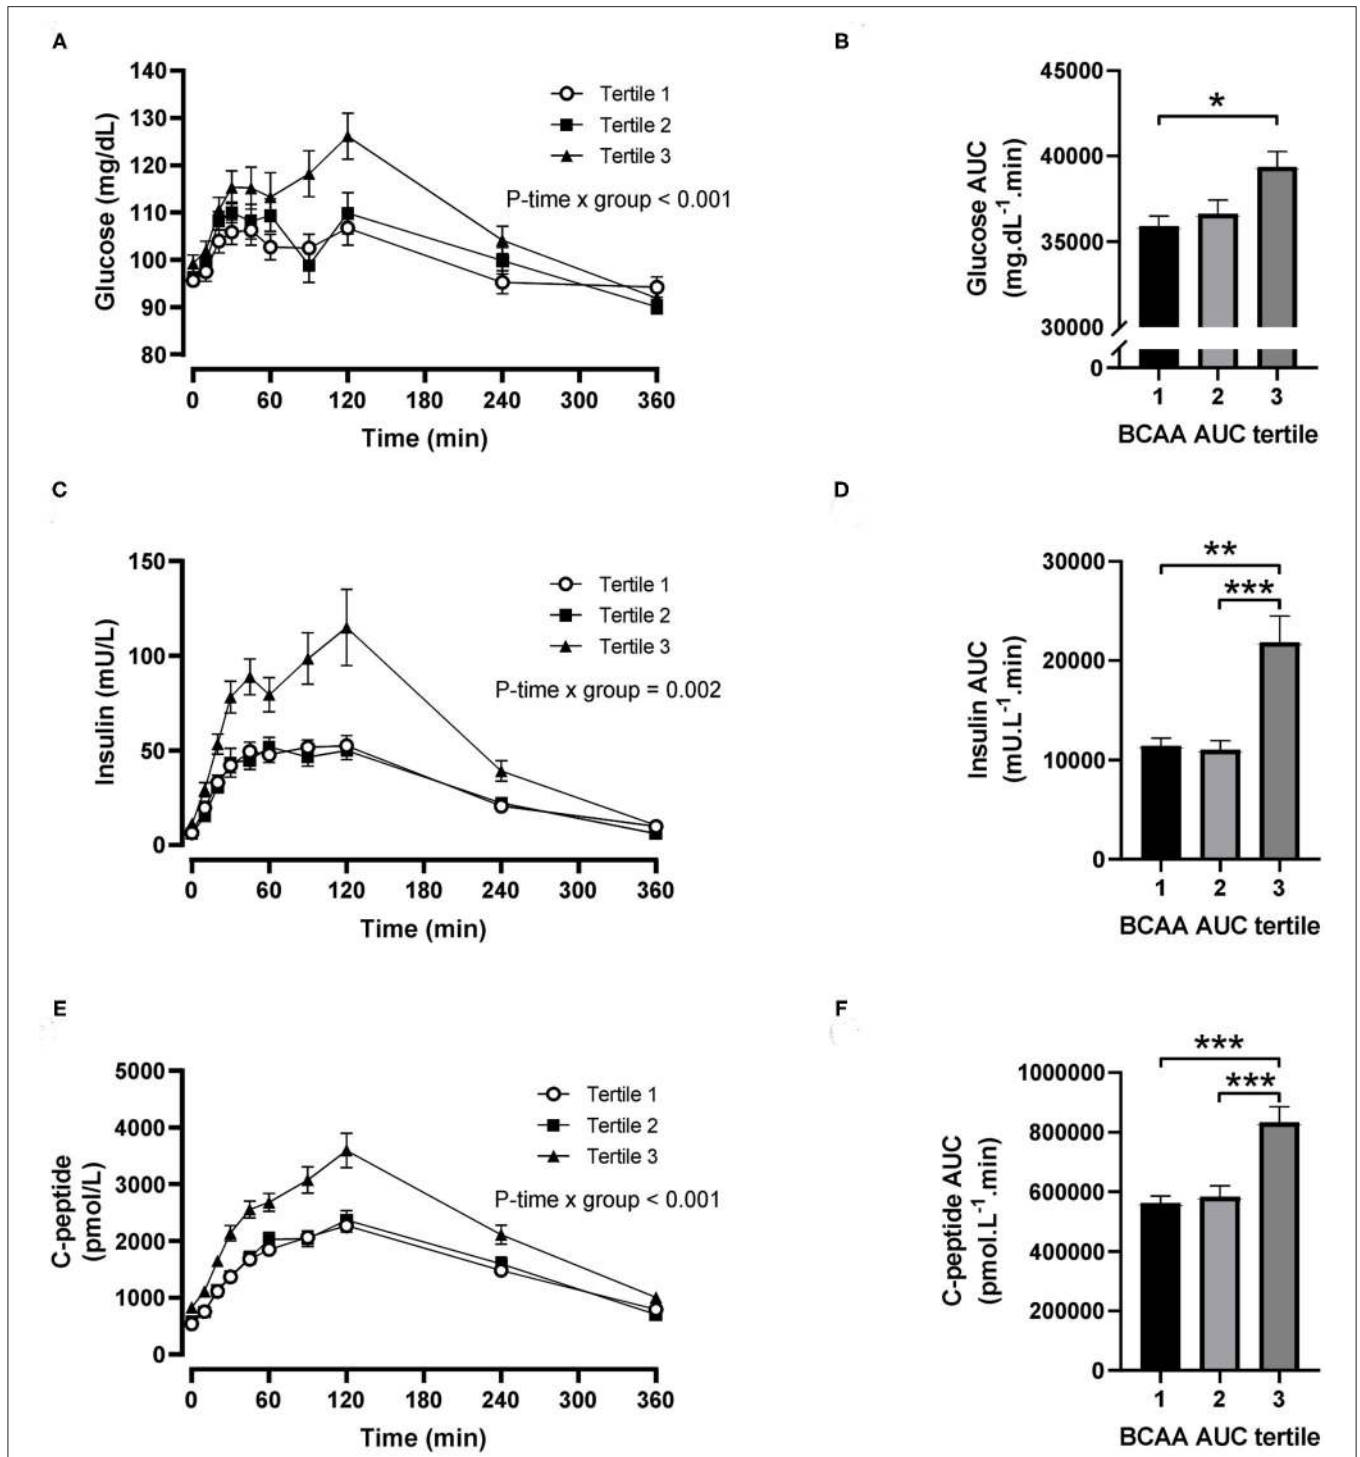 A
140
130
120
110
100
90
80
Glucose (mg/dL)
0 60 120 180 240 300 360
Time (min)
Tertile 1
Tertile 2
Tertile 3
P-time x group < 0.001
B
45000
40000
35000
30000
0
Glucose AUC
(mg.dL⁻¹.min)
*
1 2 3
BCAA AUC tertile
C
150
100
50
0
Insulin (mU/L)
0 60 120 180 240 300 360
Time (min)
Tertile 1
Tertile 2
Tertile 3
P-time x group = 0.002
D
30000
20000
10000
0
Insulin AUC
(mU.L⁻¹.min)
**
***
1 2 3
BCAA AUC tertile
E
5000
4000
3000
2000
1000
0
C-peptide
(pmol/L)
0 60 120 180 240 300 360
Time (min)
Tertile 1
Tertile 2
Tertile 3
P-time x group < 0.001
F
1000000
800000
600000
400000
200000
0
C-peptide AUC
(pmol.L⁻¹.min)
***
***
1 2 3
BCAA AUC tertile